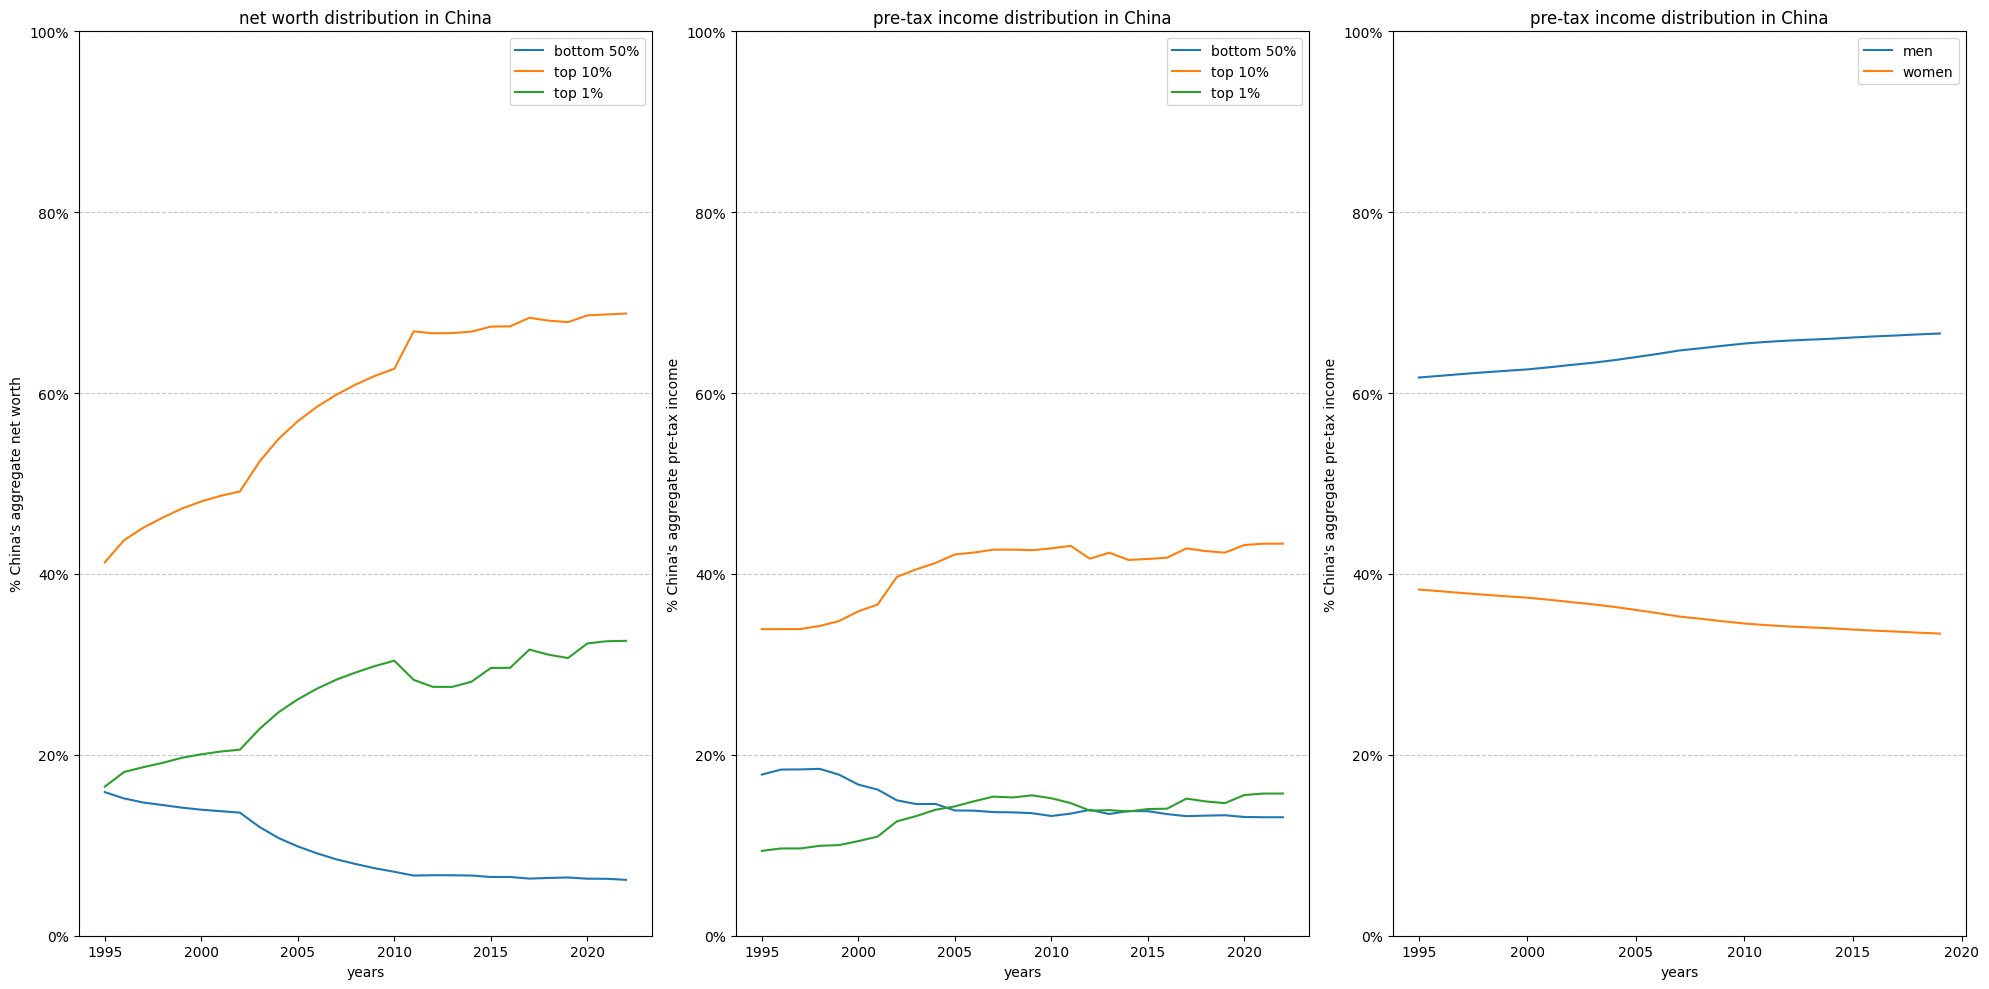 net worth distribution in China
100%
80%
60%
40%
20%
0%
% China's aggregate net worth
bottom 50%
top 10%
top 1%
1995 2000 2005 2010 2015 2020
years
pre-tax income distribution in China
100%
80%
60%
40%
20%
0%
% China's aggregate pre-tax income
bottom 50%
top 10%
top 1%
1995 2000 2005 2010 2015 2020
years
pre-tax income distribution in China
100%
80%
60%
40%
20%
0%
% China's aggregate pre-tax income
men
women
1995 2000 2005 2010 2015 2020
years